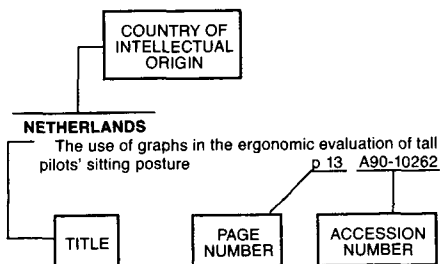 COUNTRY OF
INTELLECTUAL
ORIGIN
NETHERLANDS
The use of graphs in the ergonomic evaluation of tall
pilots' sitting posture p 13 A90-10262
TITLE
PAGE
NUMBER
ACCESSION
NUMBER